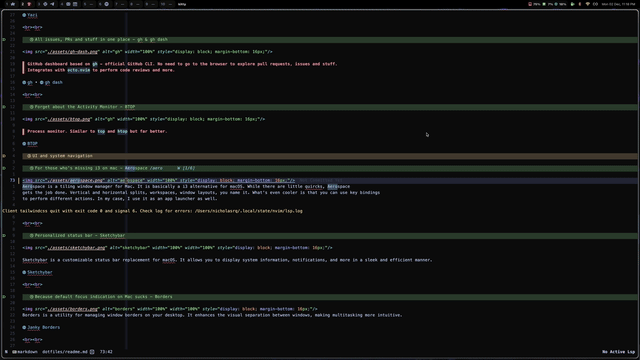 Yazi
<br><br>
All issues, PRs and stuff in one place — gh & gh dash
<img src="./assets/gh-dash.png" alt="gh" width="100%" style="display: block; margin-bottom: 16px;"/>
GitHub dashboard based on gh — official GitHub CLI. No need to go to the browser to explore pull requests, issues and stuff.
Integrates with octo.nvim to perform code reviews and more.
gh + gh dash
<br><br>
Forget about the Activity Monitor — BTOP
<img src="./assets/btop.png" alt="gh" width="100%" style="display: block; margin-bottom: 16px;"/>
Process monitor. Similar to top and htop but far better.
BTOP
<br><br>
UI and system navigation
For those who's missing i3 on mac — Aerospace /aero [3/8]
73 <img src="./assets/aerospace.png" alt="aerospace" width="100%" style="display: block; margin-bottom: 16px;"/>
Aerospace is a tiling window manager for Mac. It is basically a i3 alternative for macOS. While there are little quircks, Aerospace
gets the job done. Vertical and horizontal splits, workspaces, window layouts, you name it. What's even cooler is that you can use key bindings
to perform different actions. In my case, I use it as an app launcher as well.
Client tailwindcss quit with exit code 0 and signal 6. Check log for errors: /Users/nicholasrq/.local/state/nvim/lsp.log
<br><br>
Personalized status bar — Sketchybar
<img src="./assets/sketchybar.png" alt="sketchybar" width="100%" style="display: block; margin-bottom: 16px;"/>
Sketchybar is a customizable status bar replacement for macOS. It allows you to display system information, notifications, and more in a sleek and efficient manner.
Sketchybar
<br><br>
Because default focus indication on Mac sucks — Borders
<img src="./assets/borders.png" alt="borders" width="100%" style="display: block; margin-bottom: 16px;"/>
Borders is a utility for managing window borders on your desktop. It enhances the visual separation between windows, making multitasking more intuitive.
Janky Borders
<br><br>
markdown dotfiles/readme.md 73:42 No Active Lsp